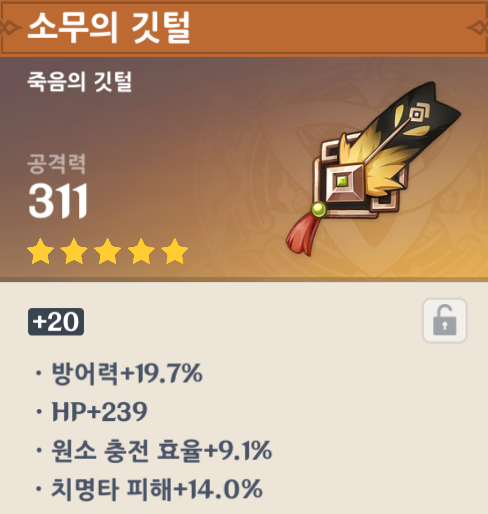 소무의 깃털
죽음의 깃털
공격력
311
+20
· 방어력+19.7%
· HP+239
· 원소 충전 효율+9.1%
· 치명타 피해+14.0%